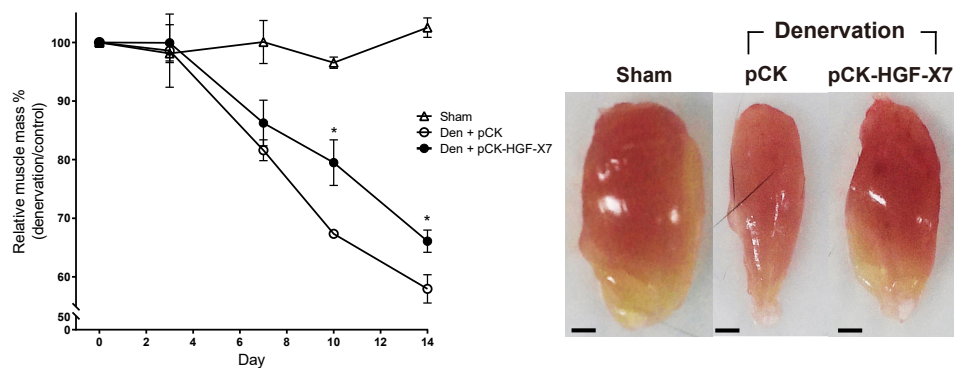 Relative muscle mass %
(denervation/control)
100
90
80
70
60
50
0
0
2
4
6
8
10
12
14
Day
*
*
Sham
Den + pCK
Den + pCK-HGF-X7
Denervation
Sham
pCK
pCK-HGF-X7